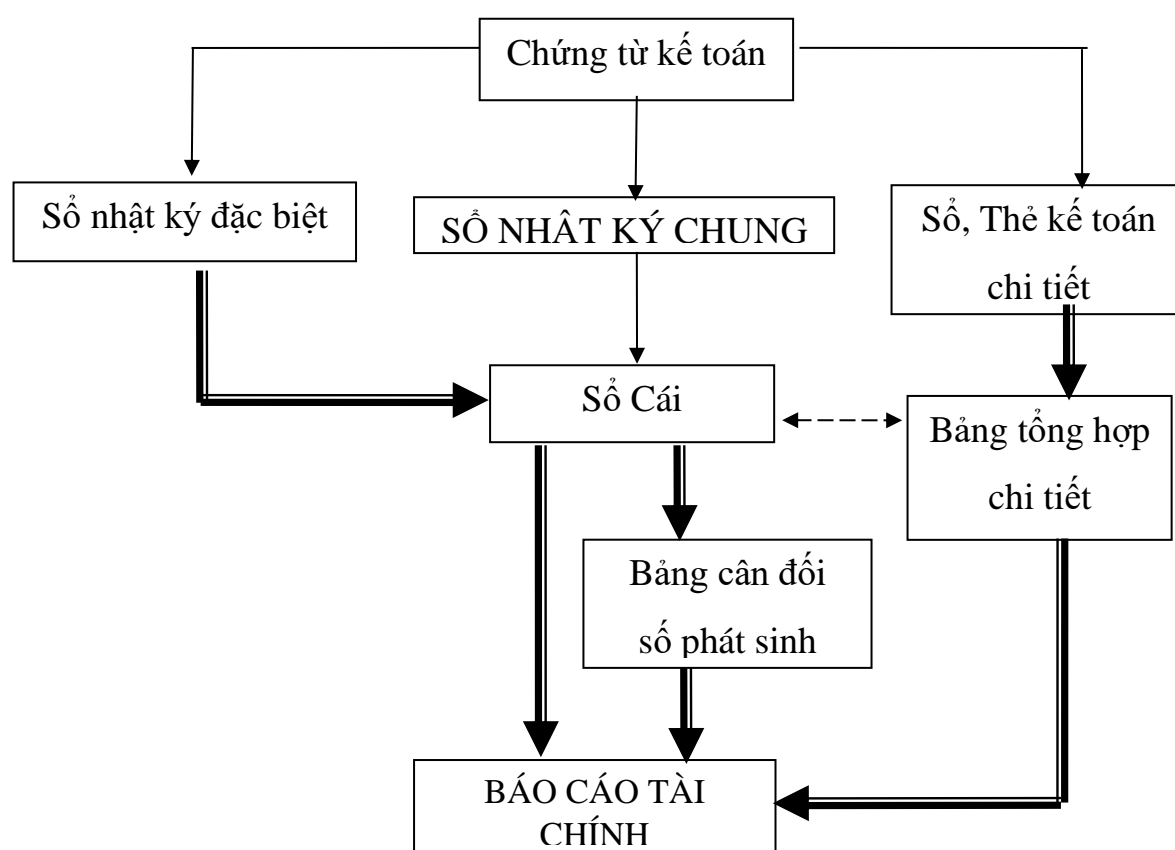 Chứng từ kế toán
Sổ nhật ký đặc biệt
SỔ NHÂT KÝ CHUNG
Sổ, Thẻ kế toán
chi tiết
Sổ Cái
Bảng tổng hợp
chi tiết
Bảng cân đối
số phát sinh
BÁO CÁO TÀI
CHÍNH